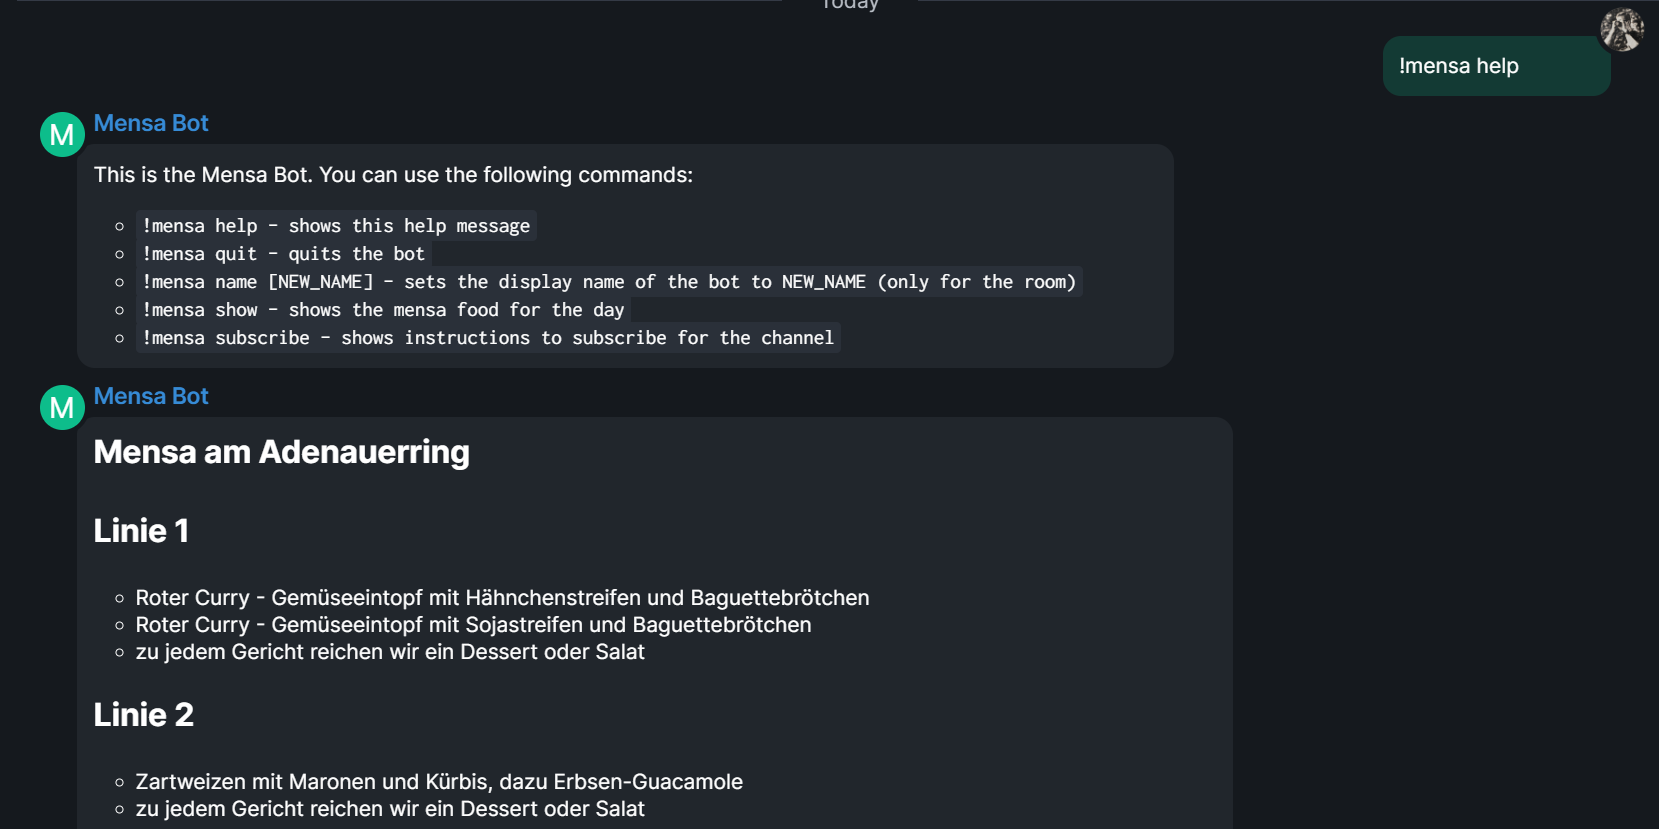 Today
!mensa help
M
Mensa Bot
This is the Mensa Bot. You can use the following commands:
!mensa help - shows this help message
!mensa quit - quits the bot
!mensa name [NEW_NAME] - sets the display name of the bot to NEW_NAME (only for the room)
!mensa show - shows the mensa food for the day
!mensa subscribe - shows instructions to subscribe for the channel
M
Mensa Bot
Mensa am Adenauerring
Linie 1
Roter Curry - Gemüseeintopf mit Hähnchenstreifen und Baguettebrötchen
Roter Curry - Gemüseeintopf mit Sojastreifen und Baguettebrötchen
zu jedem Gericht reichen wir ein Dessert oder Salat
Linie 2
Zartweizen mit Maronen und Kürbis, dazu Erbsen-Guacamole
zu jedem Gericht reichen wir ein Dessert oder Salat